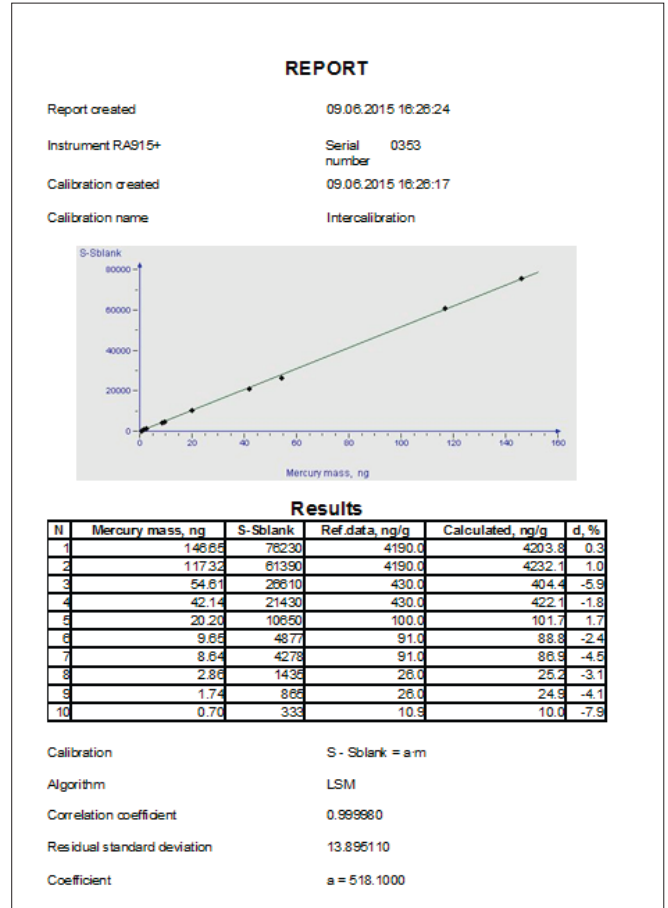 REPORT
Report created 09.06.2015 16:26:24
Instrument RA915+ Serial number 0353
Calibration created 09.06.2015 16:26:17
Calibration name Intercalibration
S-Sblank
80000
60000
40000
20000
0
0 20 40 60 80 100 120 140 160
Mercury mass, ng
Results
N Mercury mass, ng S-Sblank Ref.data, ng/g Calculated, ng/g d, %
1 146.65 76230 4190.0 4203.8 0.3
2 117.32 61390 4190.0 4232.1 1.0
3 54.61 26610 430.0 404.4 -5.9
4 42.14 21430 430.0 422.1 -1.8
5 20.20 10650 100.0 101.7 1.7
6 9.65 4877 91.0 88.8 -2.4
7 8.64 4278 91.0 86.9 -4.5
8 2.86 1435 26.0 25.2 -3.1
9 1.74 865 26.0 24.9 -4.1
10 0.70 333 10.9 10.0 -7.9
Calibration S - Sblank = a·m
Algorithm LSM
Correlation coefficient 0.999980
Residual standard deviation 13.895110
Coefficient a = 518.1000